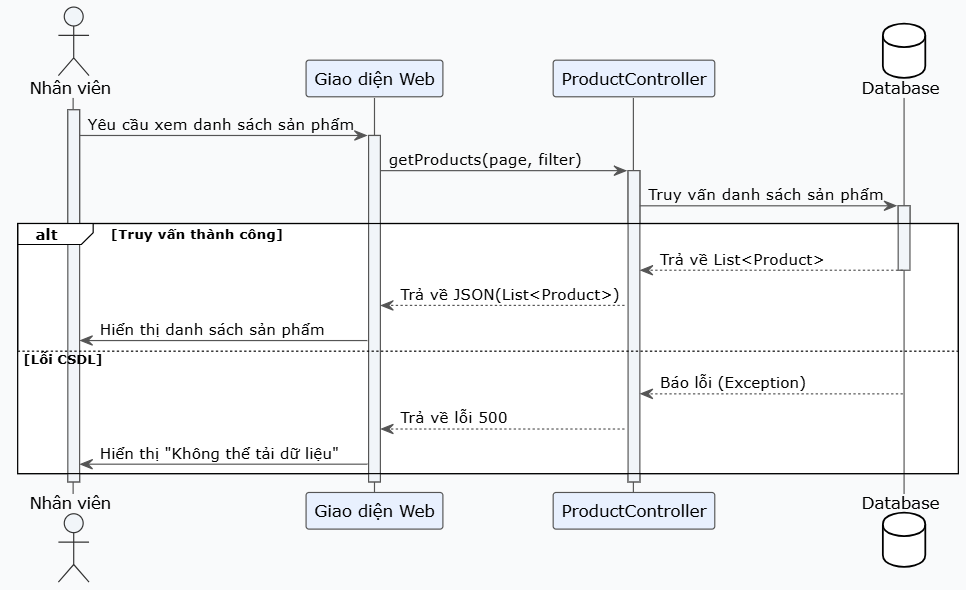 Nhân viên
Giao diện Web
ProductController
Database
Yêu cầu xem danh sách sản phẩm
getProducts(page, filter)
Truy vấn danh sách sản phẩm
alt [Truy vấn thành công]
Trả về List<Product>
Trả về JSON(List<Product>)
Hiển thị danh sách sản phẩm
[Lỗi CSDL]
Báo lỗi (Exception)
Trả về lỗi 500
Hiển thị "Không thể tải dữ liệu"
Nhân viên
Giao diện Web
ProductController
Database